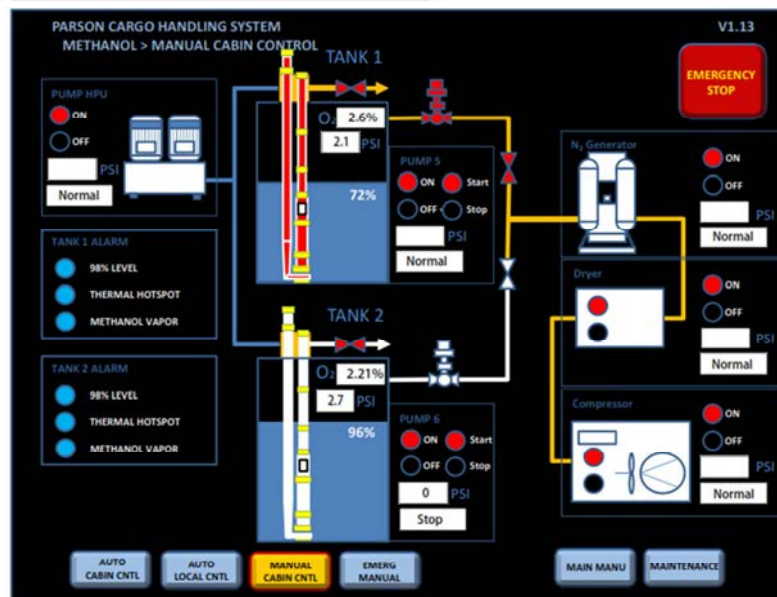 PARSON CARGO HANDLING SYSTEM
V1.13
METHANOL > MANUAL CABIN CONTROL
TANK 1
EMERGENCY
STOP
PUMP HPU
ON
OFF
PSI
Normal
O₂ 2.6%
2.1 PSI
72%
PUMP 5
ON Start
OFF Stop
PSI
Normal
N₂ Generator
ON
OFF
PSI
Normal
TANK 1 ALARM
98% LEVEL
THERMAL HOTSPOT
METHANOL VAPOR
Dryer
ON
OFF
PSI
Normal
TANK 2
O₂ 2.21%
2.7 PSI
96%
TANK 2 ALARM
98% LEVEL
THERMAL HOTSPOT
METHANOL VAPOR
PUMP 6
ON Start
OFF Stop
0 PSI
Stop
Compressor
ON
OFF
PSI
Normal
AUTO
CABIN CNTL
AUTO
LOCAL CNTL
MANUAL
CABIN CNTL
EMERG
MANUAL
MAIN MANU
MAINTENANCE